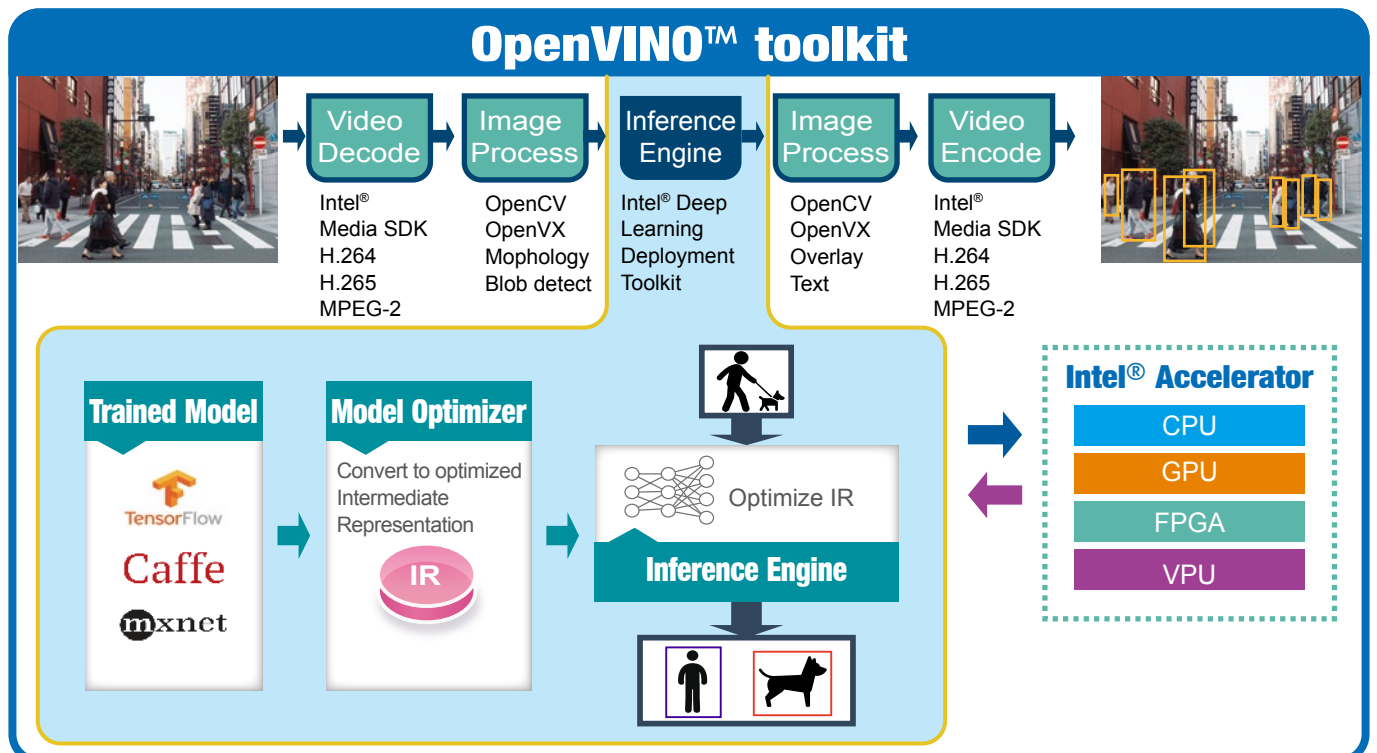 OpenVINO™ toolkit
Video
Decode
Image
Process
Inference
Engine
Image
Process
Video
Encode
Intel®
Media SDK
H.264
H.265
MPEG-2
OpenCV
OpenVX
Mophology
Blob detect
Intel® Deep
Learning
Deployment
Toolkit
OpenCV
OpenVX
Overlay
Text
Intel®
Media SDK
H.264
H.265
MPEG-2
Trained Model
TensorFlow
Caffe
mxnet
Model Optimizer
Convert to optimized
Intermediate
Representation
IR
Optimize IR
Inference Engine
Intel® Accelerator
CPU
GPU
FPGA
VPU